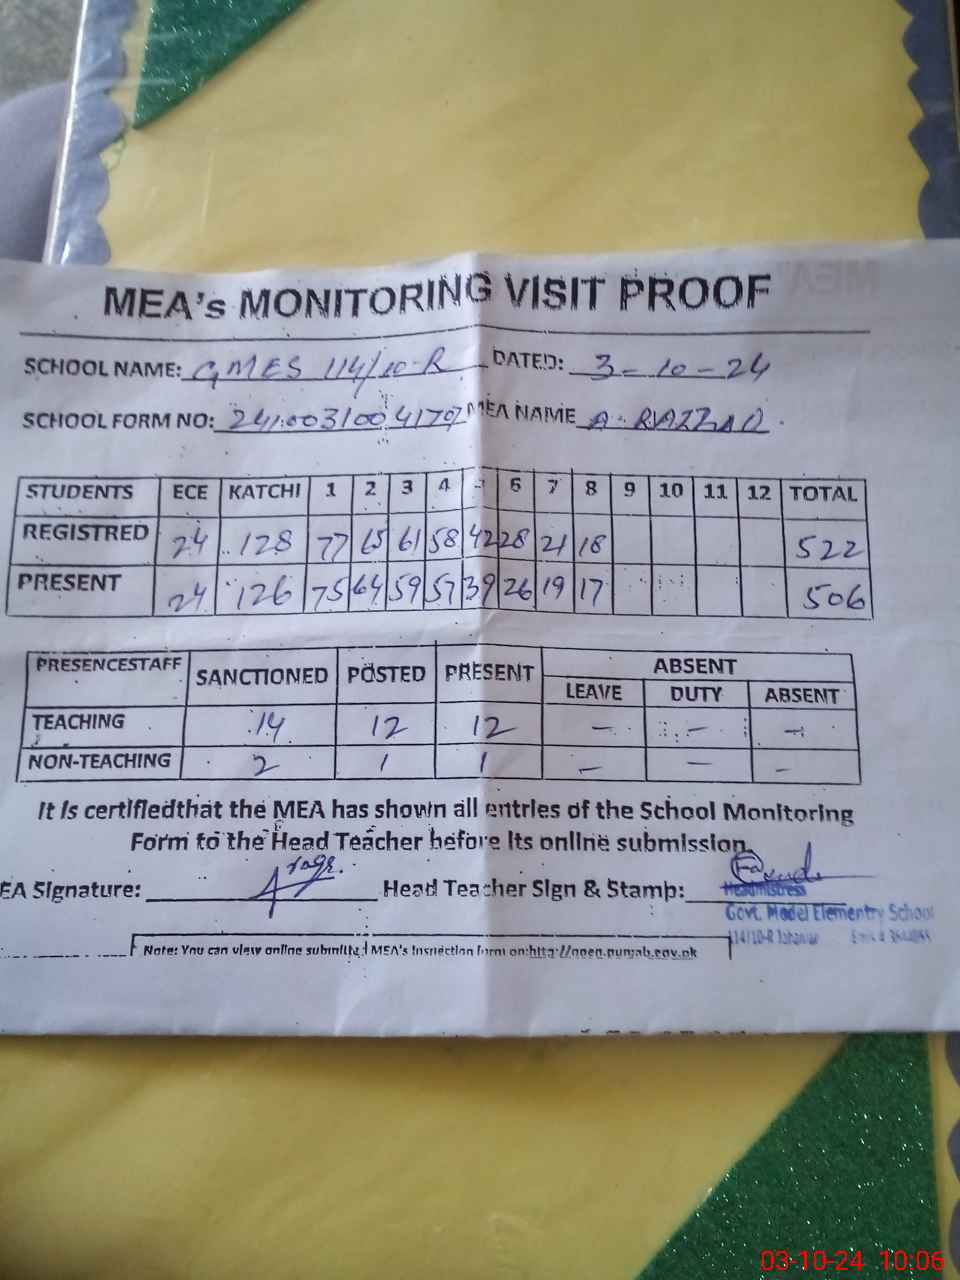 MEA's MONITORING VISIT PROOF
SCHOOL NAME: GMES 114/10-R DATED: 3-10-24
SCHOOL FORM NO: MEA NAME A. RAZZAQ
STUDENTS ECE KATCHI 1 2 3 4 5 6 7 8 9 10 11 12 TOTAL
REGISTRED 24 128 77 65 61 58 42 28 21 18 522
PRESENT 24 126 75 64 59 57 39 26 19 17 506
PRESENCESTAFF SANCTIONED POSTED PRESENT ABSENT
LEAVE DUTY ABSENT
TEACHING 14 12 12 – – –
NON-TEACHING 2 1 1 – – –
It is certifiedthat the MEA has shown all entries of the School Monitoring
Form to the Head Teacher before its online submission.
EA Signature: Head Teacher Sign & Stamp:
Headmistress
Govt. Model Elementry School
114/10-R Jahanian
Note: You can view online submitted MEA's Inspection form on:
03-10-24 10:06